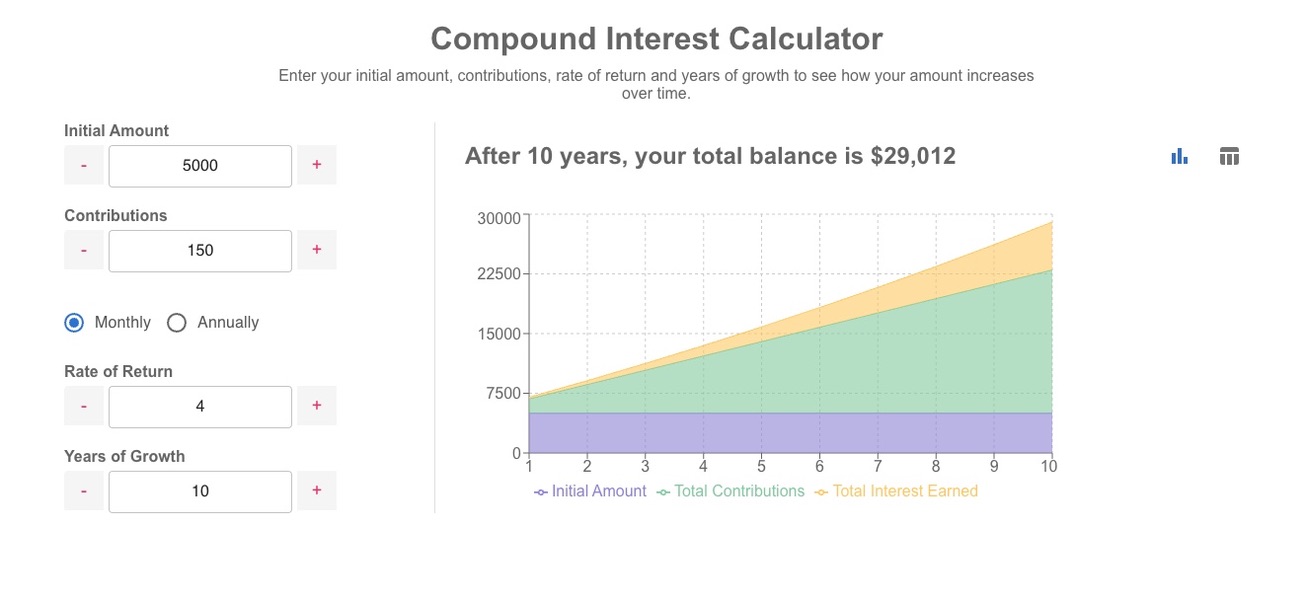 Compound Interest Calculator
Enter your initial amount, contributions, rate of return and years of growth to see how your amount increases
over time.
Initial Amount
- 5000 +
Contributions
- 150 +
Monthly Annually
Rate of Return
- 4 +
Years of Growth
- 10 +
After 10 years, your total balance is $29,012
30000
22500
15000
7500
0
1 2 3 4 5 6 7 8 9 10
Initial Amount Total Contributions Total Interest Earned